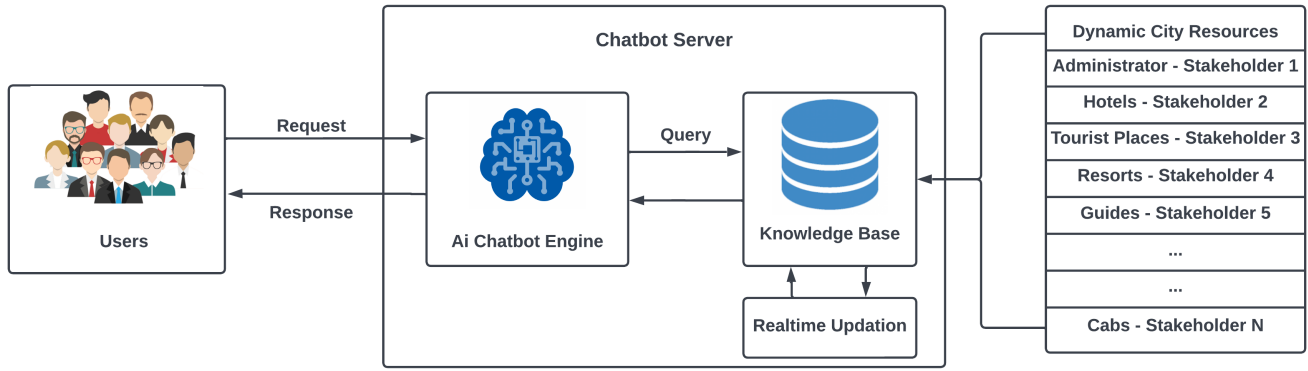 Chatbot Server
Request
Response
Users
Ai Chatbot Engine
Query
Knowledge Base
Realtime Updation
Dynamic City Resources
Administrator - Stakeholder 1
Hotels - Stakeholder 2
Tourist Places - Stakeholder 3
Resorts - Stakeholder 4
Guides - Stakeholder 5
...
...
Cabs - Stakeholder N